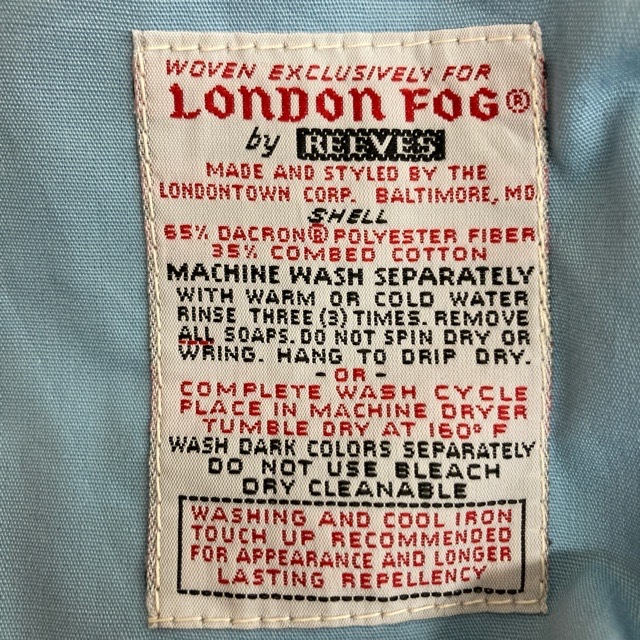 WOVEN EXCLUSIVELY FOR
LONDON FOG®
by REEVES
MADE AND STYLED BY THE
LONDONTOWN CORP. BALTIMORE, MD.
SHELL
65% DACRON® POLYESTER FIBER
35% COMBED COTTON
MACHINE WASH SEPARATELY
WITH WARM OR COLD WATER
RINSE THREE (3) TIMES. REMOVE
ALL SOAPS. DO NOT SPIN DRY OR
WRING. HANG TO DRIP DRY.
- OR -
COMPLETE WASH CYCLE
PLACE IN MACHINE DRYER
TUMBLE DRY AT 160° F
WASH DARK COLORS SEPARATELY
DO NOT USE BLEACH
DRY CLEANABLE
WASHING AND COOL IRON
TOUCH UP RECOMMENDED
FOR APPEARANCE AND LONGER
LASTING REPELLENCY